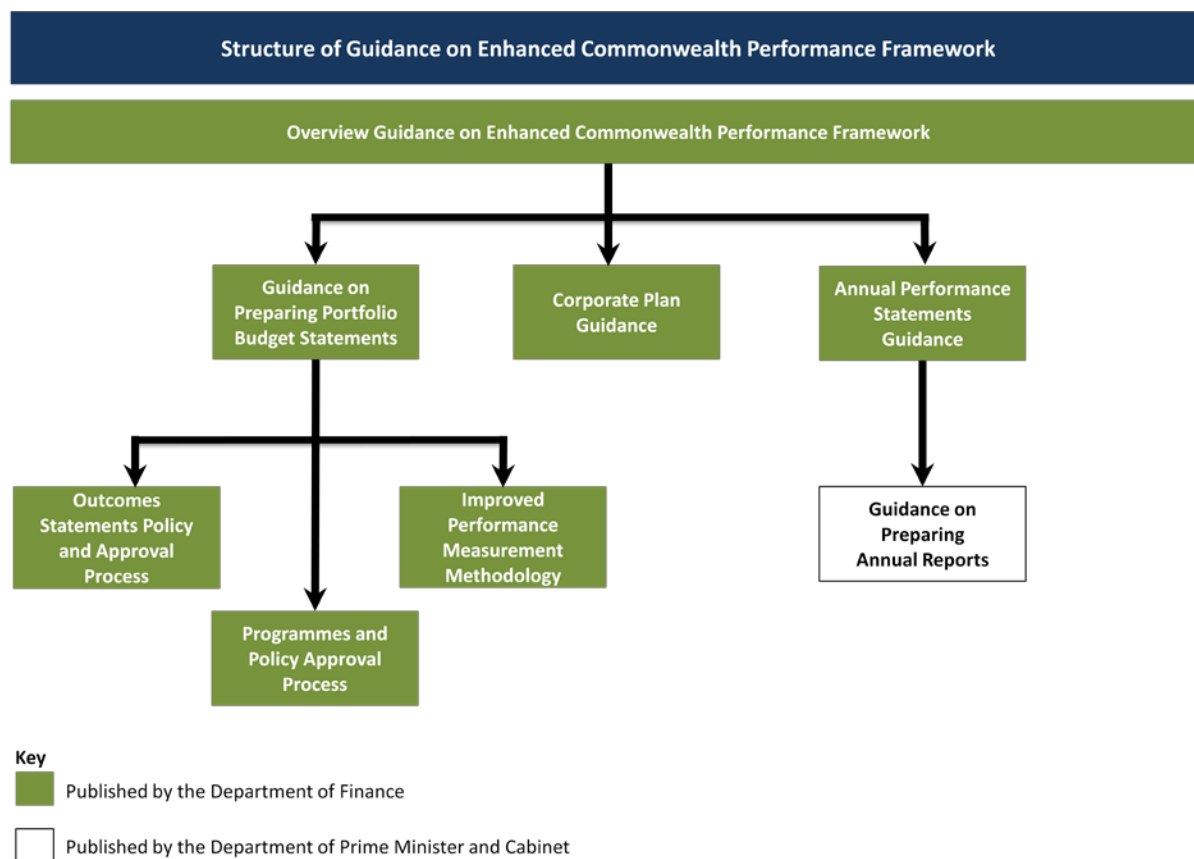 Structure of Guidance on Enhanced Commonwealth Performance Framework
Overview Guidance on Enhanced Commonwealth Performance Framework
Guidance on
Preparing Portfolio
Budget Statements
Corporate Plan
Guidance
Annual Performance
Statements
Guidance
Outcomes
Statements Policy
and Approval
Process
Improved
Performance
Measurement
Methodology
Guidance on
Preparing
Annual Reports
Programmes and
Policy Approval
Process
Key
Published by the Department of Finance
Published by the Department of Prime Minister and Cabinet